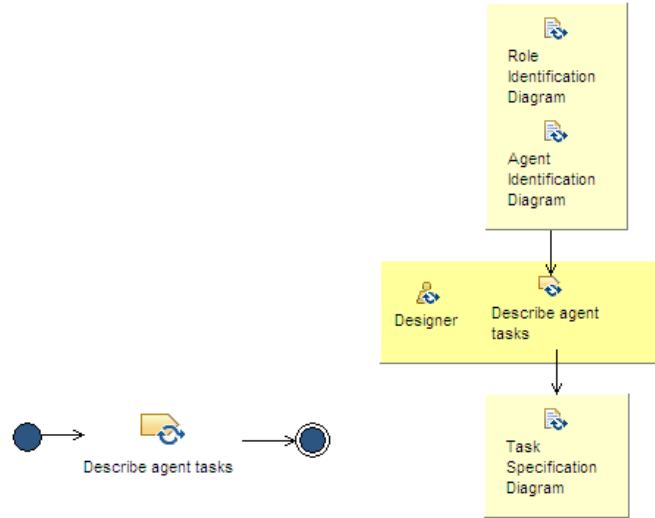 Role
Identification
Diagram
Agent
Identification
Diagram
Designer
Describe agent
tasks
Describe agent tasks
Task
Specification
Diagram